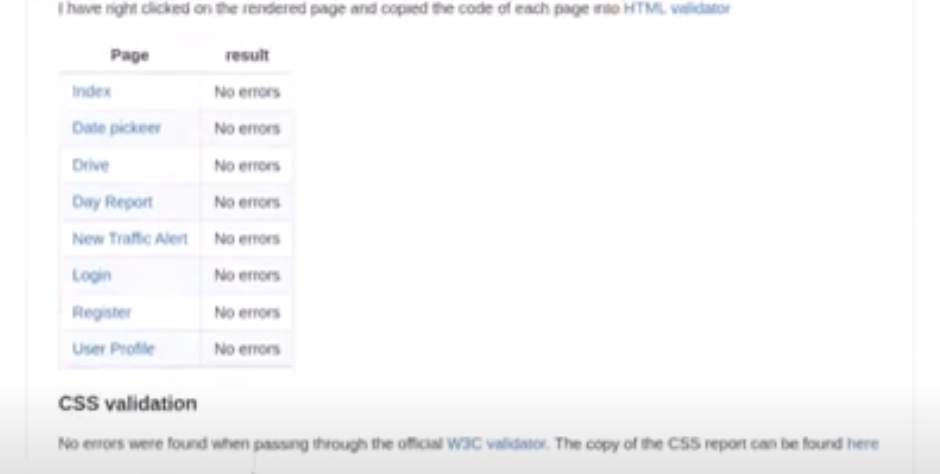 I have right clicked on the rendered page and copied the code of each page into HTML validator
Page result
Index No errors
Date pickeer No errors
Drive No errors
Day Report No errors
New Traffic Alert No errors
Login No errors
Register No errors
User Profile No errors
CSS validation
No errors were found when passing through the official W3C validator. The copy of the CSS report can be found here